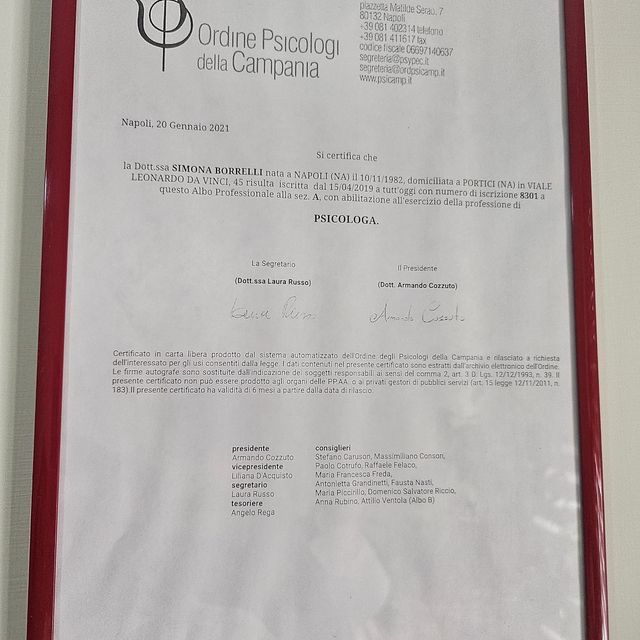 Ordine Psicologi
della Campania
piazzetta Matilde Serao, 7
80132 Napoli
+39 081 402314 telefono
+39 081 411617 fax
codice fiscale 06697140637
segreteria@psypec.it
segreteria@ordpsicamp.it
www.psicamp.it
Napoli, 20 Gennaio 2021
Si certifica che
la Dott.ssa SIMONA BORRELLI nata a NAPOLI (NA) il 10/11/1982, domiciliata a PORTICI (NA) in VIALE
LEONARDO DA VINCI, 45 risulta iscritta dal 15/04/2019 a tutt'oggi con numero di iscrizione 8301 a
questo Albo Professionale alla sez. A, con abilitazione all'esercizio della professione di
PSICOLOGA.
La Segretario
(Dott.ssa Laura Russo)
Laura Russo
Il Presidente
(Dott. Armando Cozzuto)
Armando Cozzuto
Certificato in carta libera prodotto dal sistema automatizzato dell'Ordine degli Psicologi della Campania e rilasciato a richiesta
dell'interessato per gli usi consentiti dalla legge. I dati contenuti nel presente certificato sono estratti dall'archivio elettronico dell'Ordine.
Le firme autografe sono sostituite dall'indicazione dei soggetti responsabili ai sensi del comma 2, art. 3 D. Lgs. 12/12/1993, n. 39. Il
presente certificato non può essere prodotto agli organi delle PP.AA. o ai privati gestori di pubblici servizi (art. 15 legge 12/11/2011, n.
183).Il presente certificato ha validità di 6 mesi a partire dalla data di rilascio.
presidente
Armando Cozzuto
vicepresidente
Liliana D'Acquisto
segretario
Laura Russo
tesoriere
Angelo Rega
consiglieri
Stefano Caruson, Massimiliano Conson,
Paolo Cotrufo, Raffaele Felaco,
Maria Francesca Freda,
Antonietta Grandinetti, Fausta Nasti,
Maria Piccirillo, Domenico Salvatore Riccio,
Anna Rubino, Attilio Ventola (Albo B)